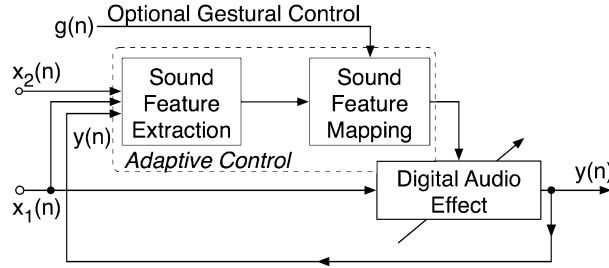 Optional Gestural Control
g(n)
x2(n)
Sound
Feature
Extraction
Sound
Feature
Mapping
y(n)
Adaptive Control
x1(n)
Digital Audio
Effect
y(n)